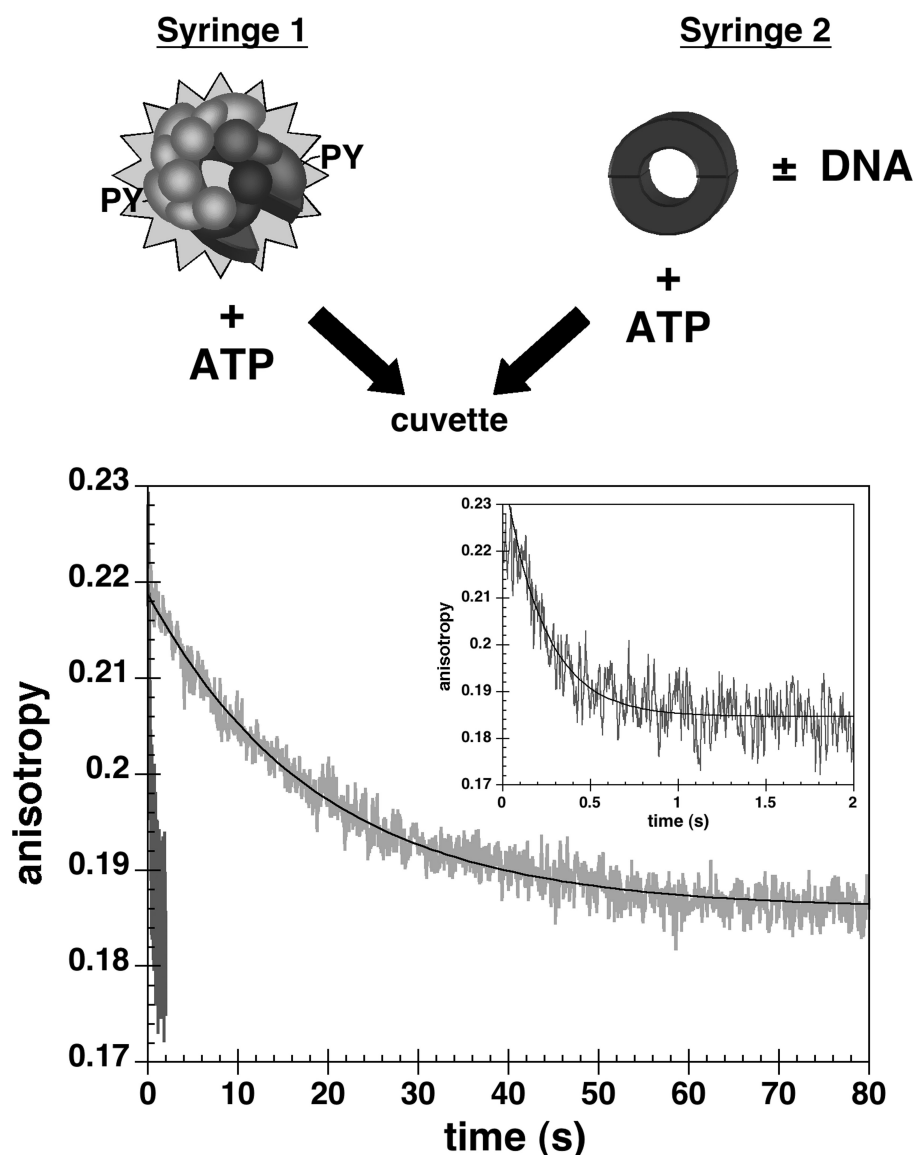 Syringe 1
Syringe 2
PY
PY
± DNA
+
ATP
+
ATP
cuvette
0.23
0.22
0.21
0.2
0.19
0.18
0.17
anisotropy
0 10 20 30 40 50 60 70 80
time (s)
0.23
0.22
0.21
0.2
0.19
0.18
0.17
anisotropy
0 0.5 1 1.5 2
time (s)